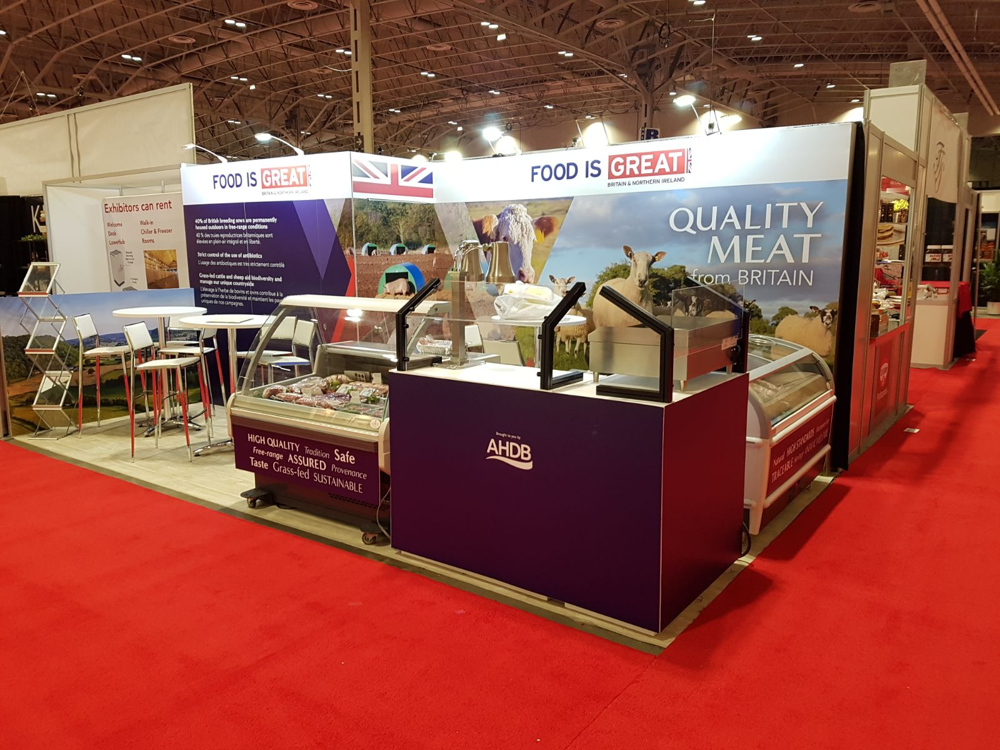 FOOD IS GREAT
BRITAIN & NORTHERN IRELAND
FOOD IS GREAT
BRITAIN & NORTHERN IRELAND
Exhibitors can rent
Welcome
Desk
LoweHub
Walk-in
Chiller & Freezer
Rooms
40% of British breeding sows are permanently
housed outdoors in free-range conditions
40 % des truies reproductrices britanniques sont
élevées en plein-air intégral et en liberté.
Strict control of the use of antibiotics
L'usage des antibiotiques est très strictement contrôlé
Grass-fed cattle and sheep aid biodiversity and
manage our unique countryside
L'élevage à l'herbe de bovins et ovins contribue à la
préservation de la biodiversité et maintient les
uniques de nos campagnes.
QUALITY
MEAT
from BRITAIN
HIGH QUALITY Tradition Safe
Free-range ASSURED Provenance
Taste Grass-fed SUSTAINABLE
Brought to you by
AHDB
Natural HIGH STANDARDS
TRACEABLE Heritage ANIMAL WELFARE